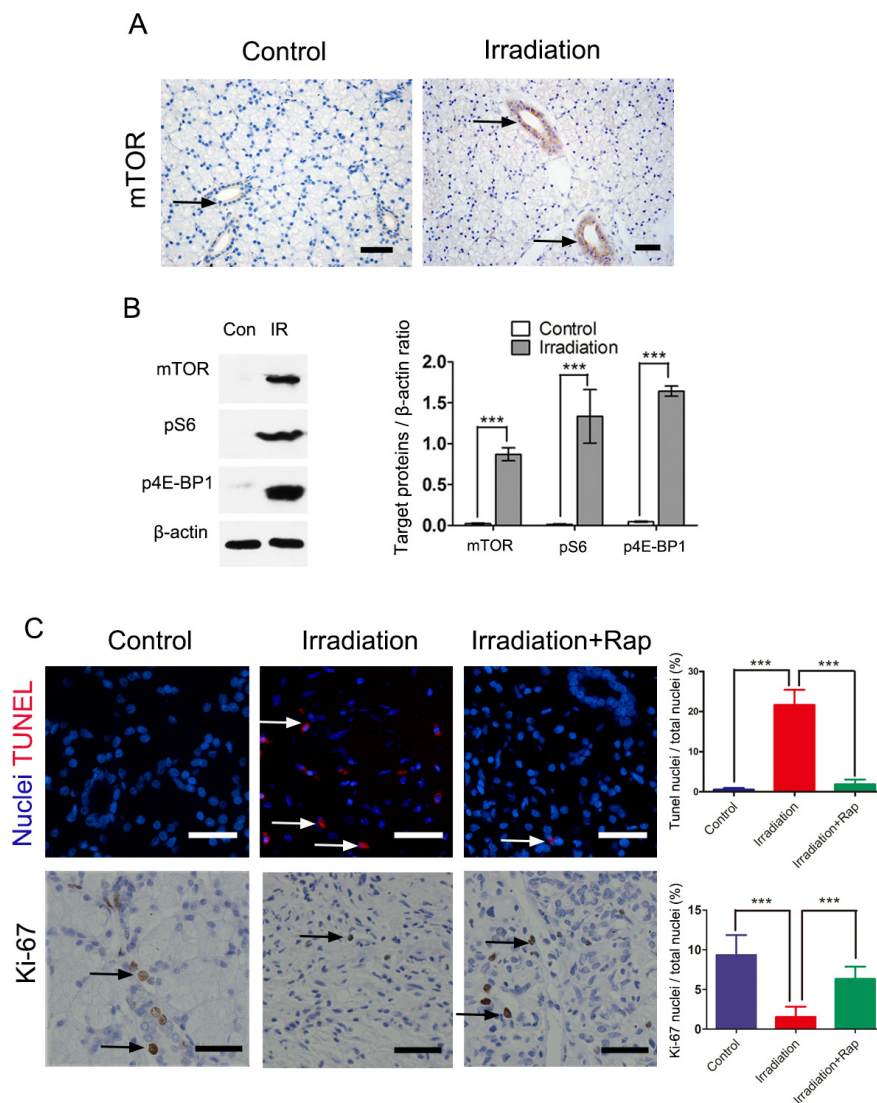 A
Control Irradiation
mTOR
B
Con IR
mTOR
pS6
p4E-BP1
β-actin
Control
Irradiation
Target proteins / β-actin ratio
2.0
1.5
1.0
0.5
0.0
*** *** ***
mTOR pS6 p4E-BP1
C
Control Irradiation Irradiation+Rap
Nuclei TUNEL
Tunel nuclei / total nuclei (%)
30
20
10
0
*** ***
Control Irradiation Irradiation+Rap
Ki-67
Ki-67 nuclei / total nuclei (%)
15
10
5
0
*** ***
Control Irradiation Irradiation+Rap